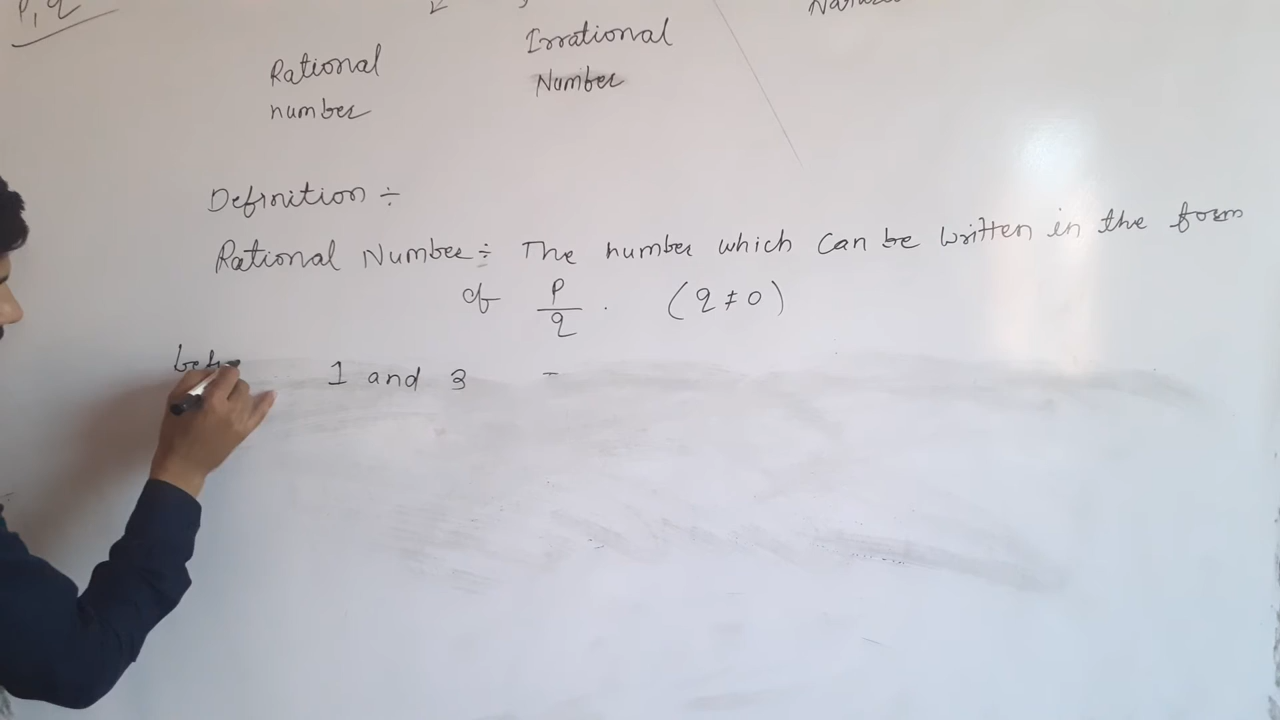 P, q
Rational
number
Irrational
Number
Definition ÷
Rational Number ÷ The number which can be written in the form
of P/q . (q ≠ 0)
1 and 3 -